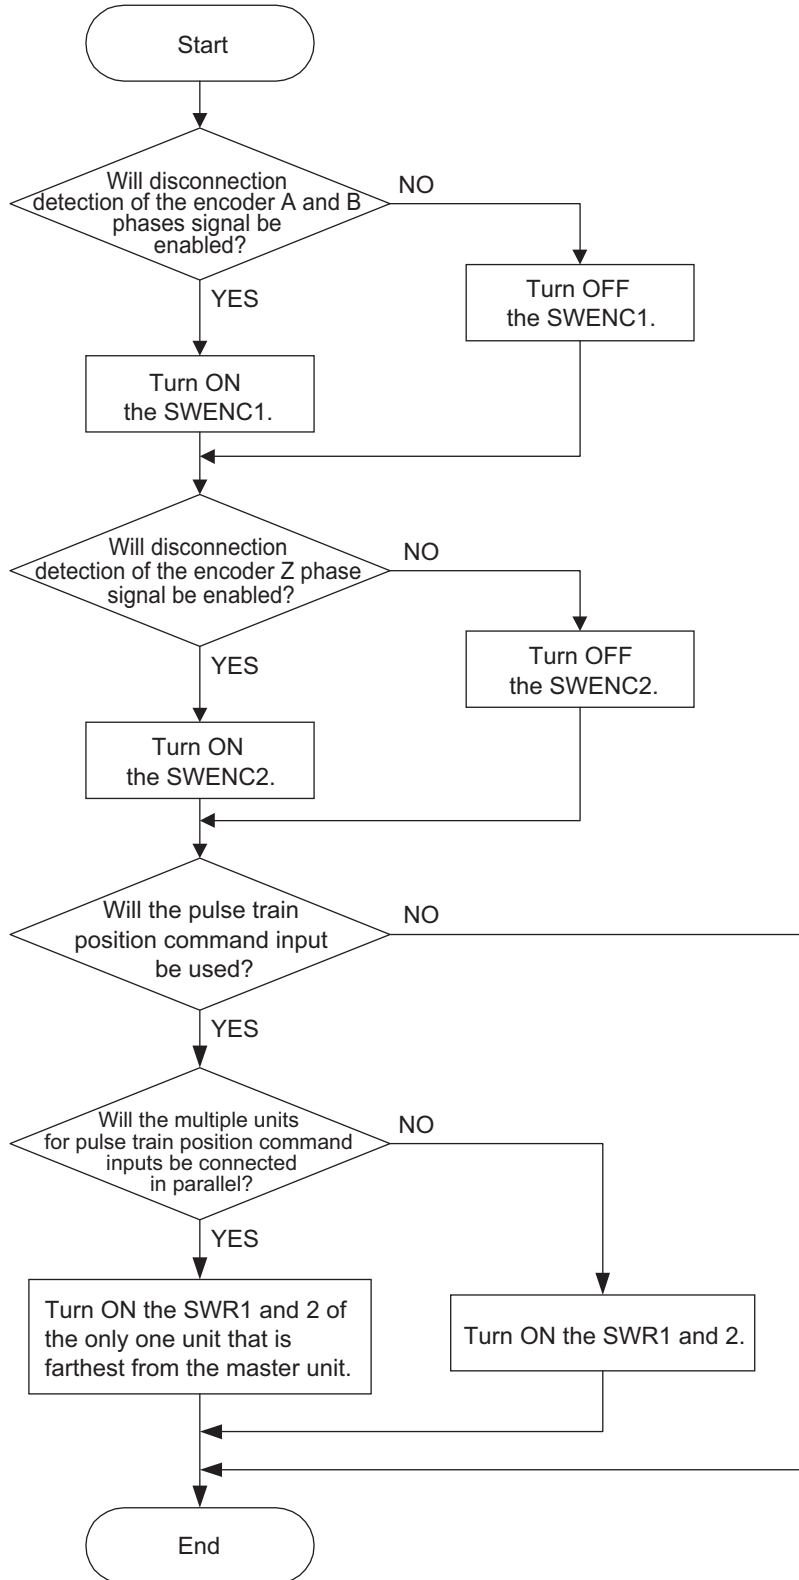 Start
Will disconnection
detection of the encoder A and B
phases signal be
enabled?
NO
YES
Turn OFF
the SWENC1.
Turn ON
the SWENC1.
Will disconnection
detection of the encoder Z phase
signal be enabled?
NO
YES
Turn OFF
the SWENC2.
Turn ON
the SWENC2.
Will the pulse train
position command input
be used?
NO
YES
Will the multiple units
for pulse train position command
inputs be connected
in parallel?
NO
YES
Turn ON the SWR1 and 2 of
the only one unit that is
farthest from the master unit.
Turn ON the SWR1 and 2.
End